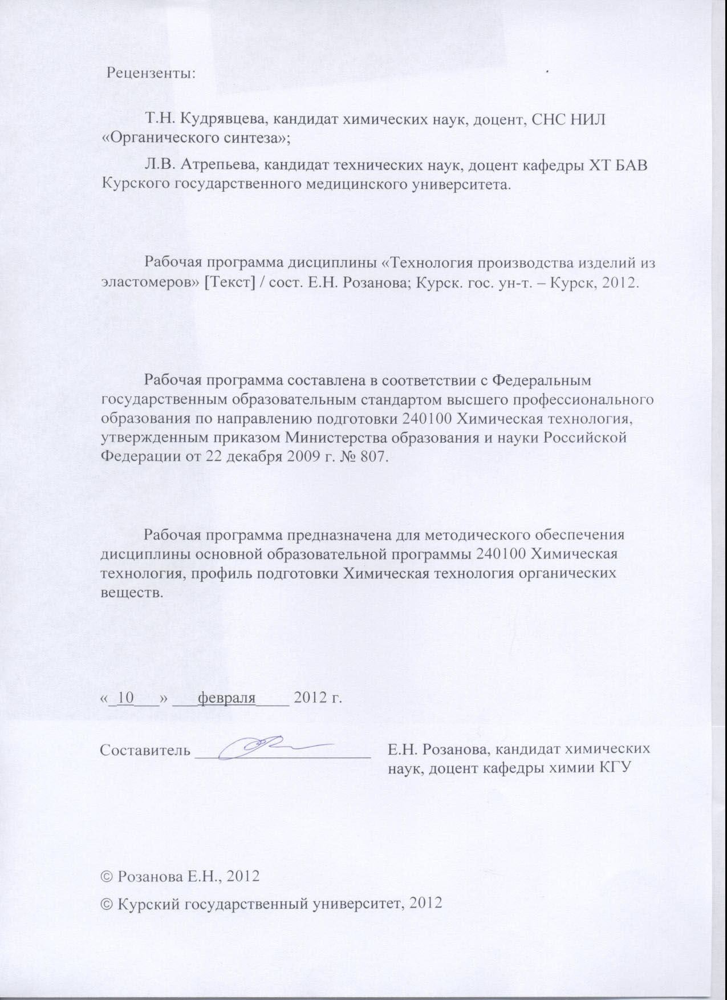 Рецензенты:
Т.Н. Кудрявцева, кандидат химических наук, доцент, СНС НИЛ
«Органического синтеза»;
Л.В. Атрепьева, кандидат технических наук, доцент кафедры ХТ БАВ
Курского государственного медицинского университета.
Рабочая программа дисциплины «Технология производства изделий из
эластомеров» [Текст] / сост. Е.Н. Розанова; Курск. гос. ун-т. – Курск, 2012.
Рабочая программа составлена в соответствии с Федеральным
государственным образовательным стандартом высшего профессионального
образования по направлению подготовки 240100 Химическая технология,
утвержденным приказом Министерства образования и науки Российской
Федерации от 22 декабря 2009 г. № 807.
Рабочая программа предназначена для методического обеспечения
дисциплины основной образовательной программы 240100 Химическая
технология, профиль подготовки Химическая технология органических
веществ.
«_10___» ___февраля____ 2012 г.
Составитель _____________________ Е.Н. Розанова, кандидат химических
наук, доцент кафедры химии КГУ
© Розанова Е.Н., 2012
© Курский государственный университет, 2012